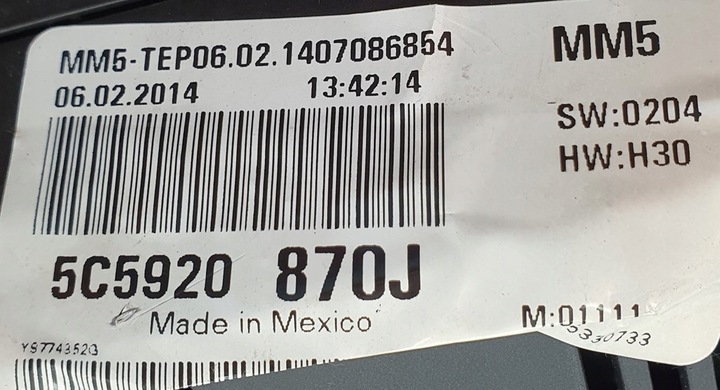 MM5-TEP06.02.1407086854
MM5
06.02.2014 13:42:14
SW:0204
HW:H30
5C5920 870J
Made in Mexico
M:01111